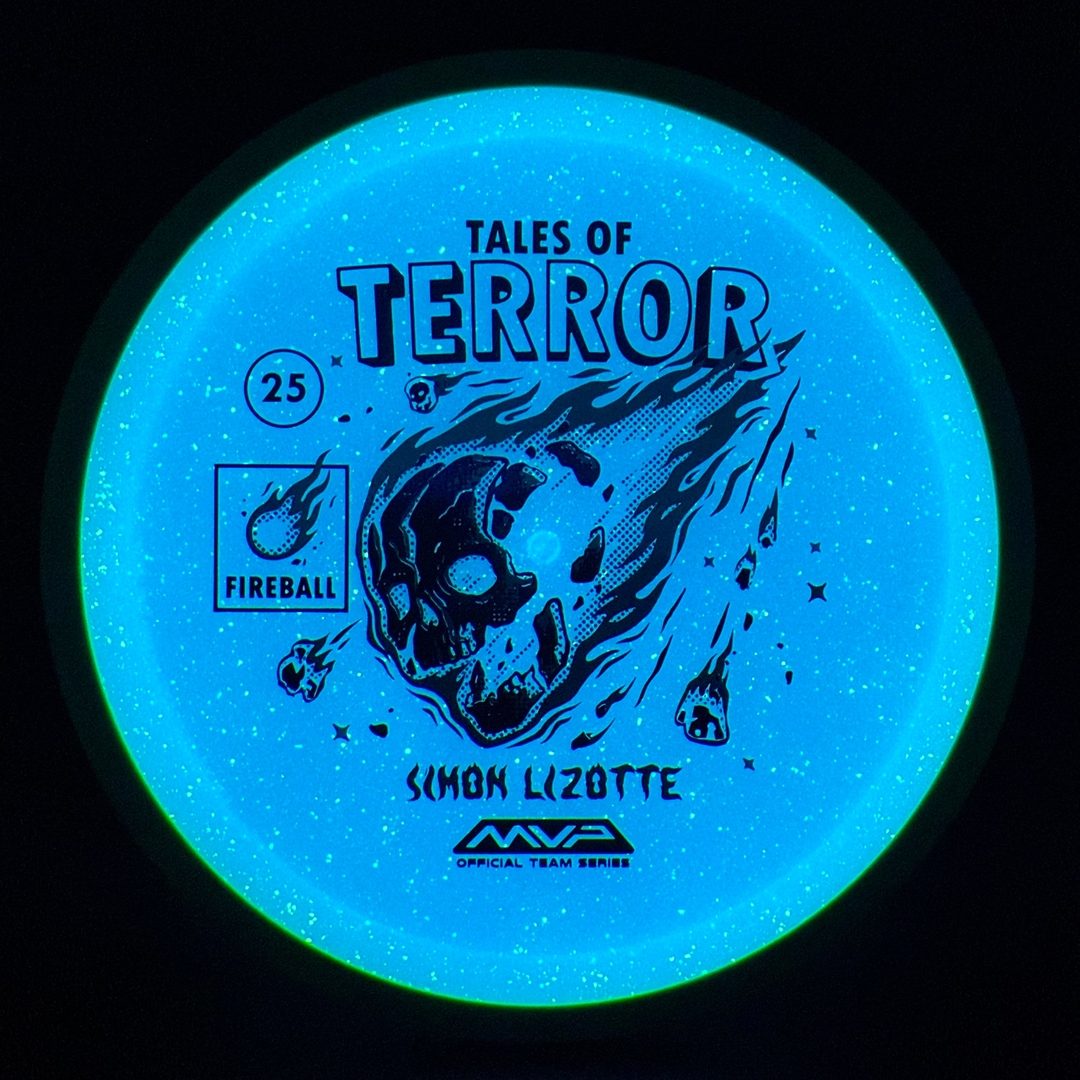 TALES OF
TERROR
25
FIREBALL
SIMON LIZOTTE
MVP
OFFICIAL TEAM SERIES